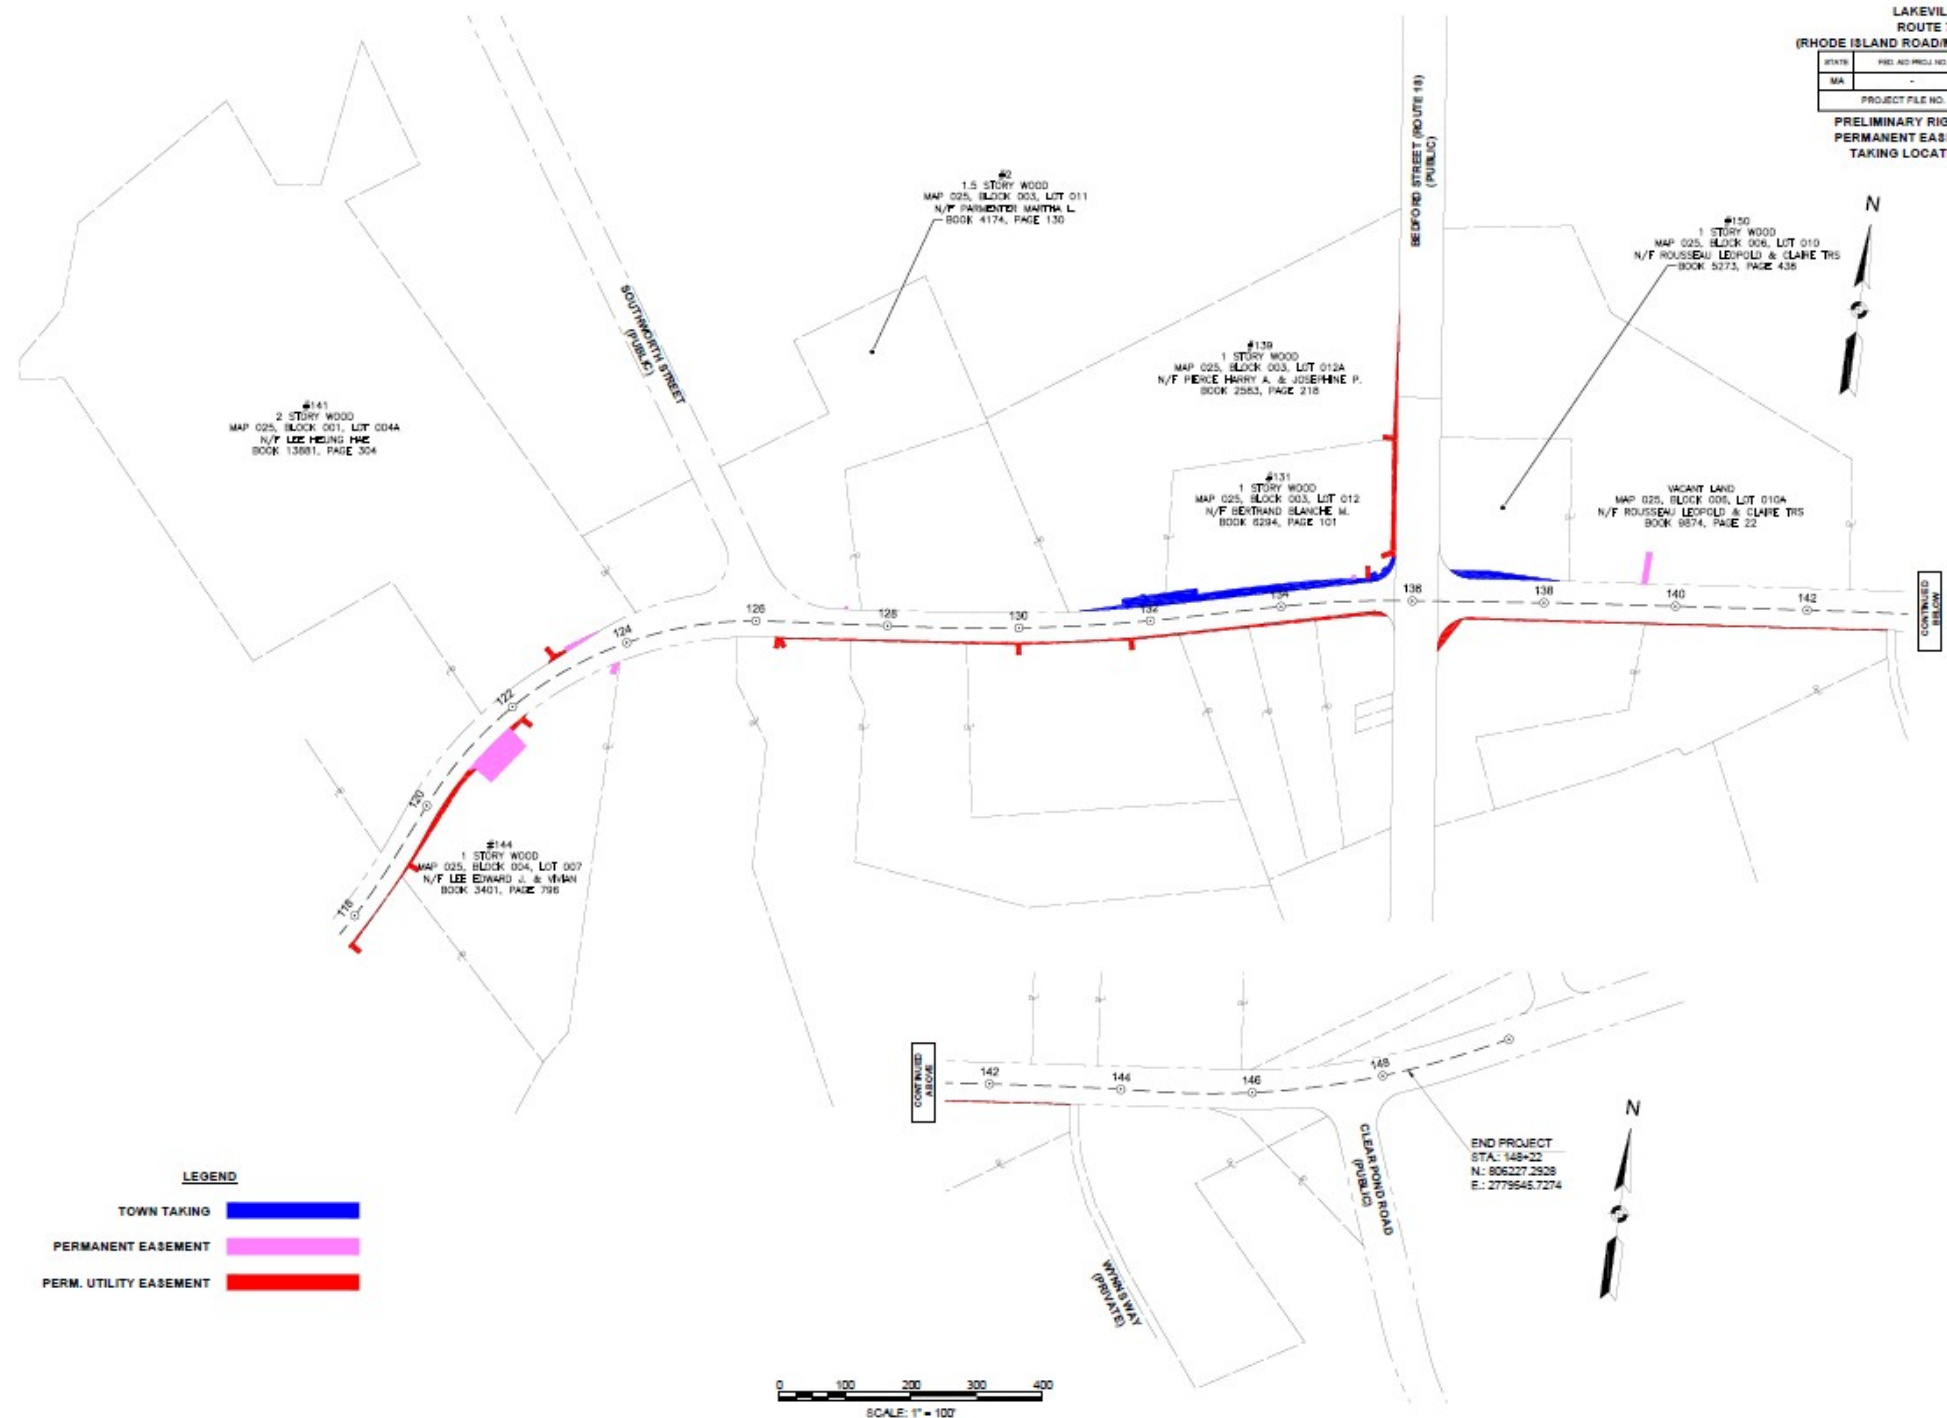 LAKEVIL
ROUTE
(RHODE ISLAND ROAD/
STATE
FED. AID PROJ. NO.
MA
-
PROJECT FILE NO.
PRELIMINARY RIG
PERMANENT EAS
TAKING LOCAT
N
BEDFORD STREET (ROUTE 18)
(PUBLIC)
#2
1.5 STORY WOOD
MAP 025, BLOCK 003, LOT 011
N/F PARMENTER MARTHA L.
BOOK 4174, PAGE 130
#150
1 STORY WOOD
MAP 025, BLOCK 006, LOT 010
N/F ROUSSEAU LEOPOLD & CLAIRE TRS
BOOK 5273, PAGE 436
SOUTHWORTH STREET
(PUBLIC)
#139
1 STORY WOOD
MAP 025, BLOCK 003, LOT 012A
N/F PIERCE HARRY A. & JOSEPHINE P.
BOOK 2583, PAGE 218
#141
2 STORY WOOD
MAP 025, BLOCK 001, LOT 004A
N/F LEE HEUNG HAE
BOOK 13881, PAGE 304
#131
1 STORY WOOD
MAP 025, BLOCK 003, LOT 012
N/F BERTRAND BLANCHE M.
BOOK 6294, PAGE 101
VACANT LAND
MAP 025, BLOCK 006, LOT 010A
N/F ROUSSEAU LEOPOLD & CLAIRE TRS
BOOK 9874, PAGE 22
118
120
122
124
126
128
130
132
134
136
138
140
142
CONTINUED
BELOW
#144
1 STORY WOOD
MAP 025, BLOCK 004, LOT 007
N/F LEE EDWARD J. & VIVIAN
BOOK 3401, PAGE 796
CONTINUED
ABOVE
142
144
146
148
N
END PROJECT
STA.: 148+22
N.: 806227.2928
E.: 2779545.7274
CLEAR POND ROAD
(PUBLIC)
WYNNS WAY
(PRIVATE)
LEGEND
TOWN TAKING
PERMANENT EASEMENT
PERM. UTILITY EASEMENT
0 100 200 300 400
SCALE: 1" = 100'